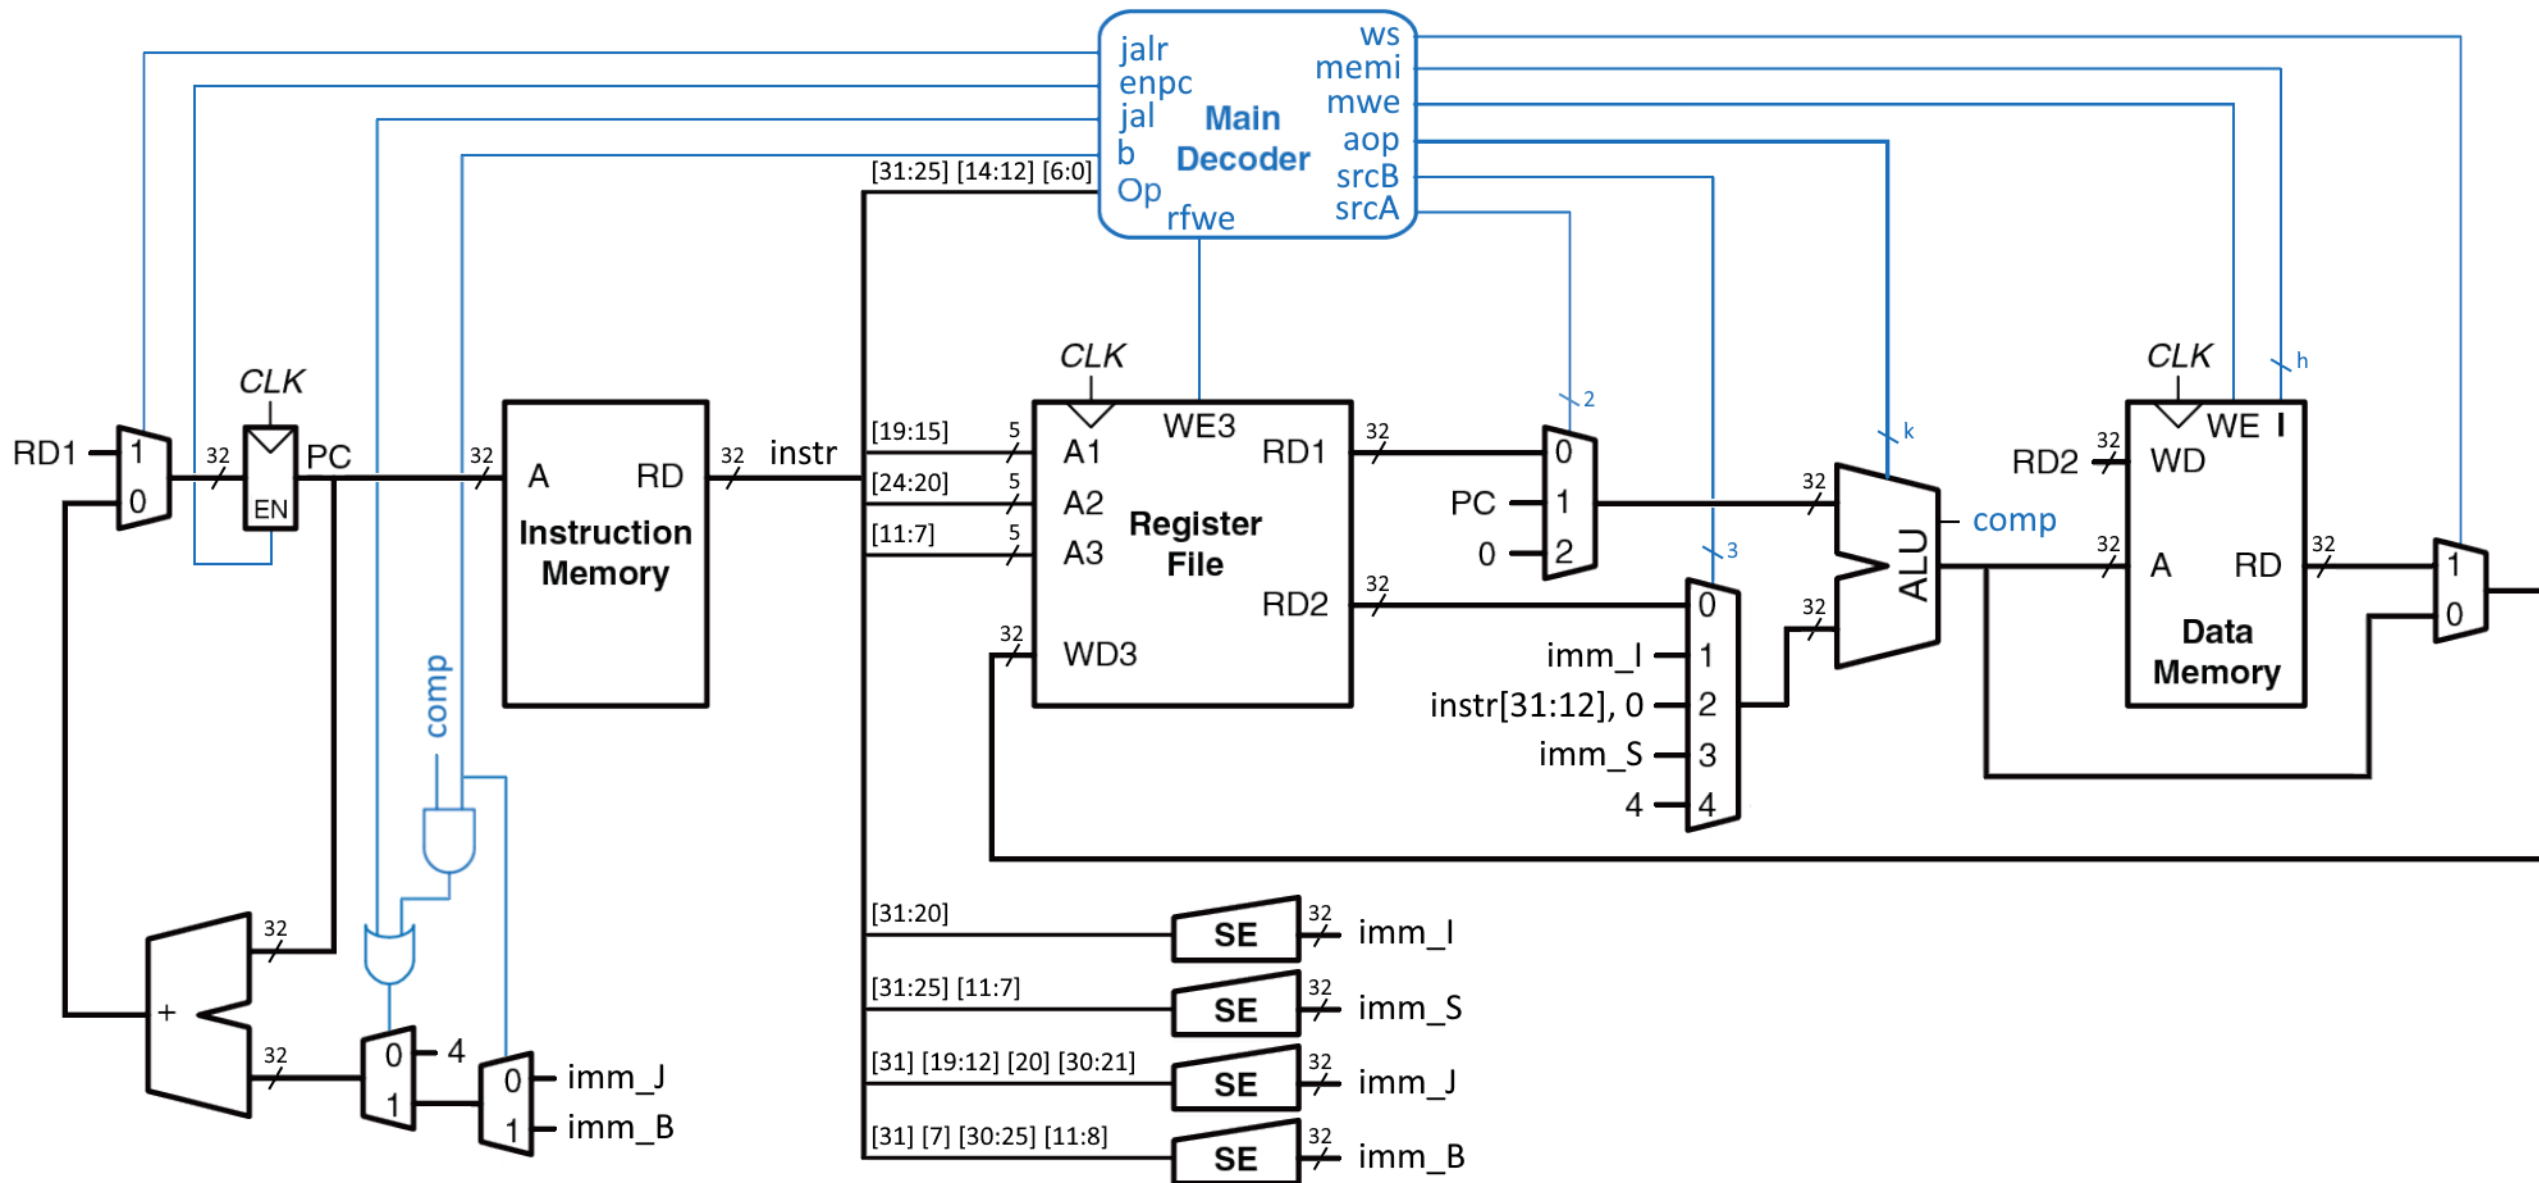 jalr
enpc
jal
b
Op
rfwe
Main
Decoder
ws
memi
mwe
aop
srcB
srcA
[31:25] [14:12] [6:0]
CLK
RD1
1
0
32
PC
EN
32
A
RD
Instruction
Memory
32
instr
[19:15]
5
[24:20]
5
[11:7]
5
CLK
WE3
A1
A2
A3
RD1
Register
File
RD2
32
WD3
32
32
2
PC
0
0
1
2
3
imm_I
instr[31:12], 0
imm_S
4
0
1
2
3
4
k
32
32
ALU
comp
32
CLK
h
WE I
RD2
32
WD
A
RD
Data
Memory
32
1
0
comp
32
+
32
0
1
4
0
1
imm_J
imm_B
[31:20]
SE
32
imm_I
[31:25] [11:7]
SE
32
imm_S
[31] [19:12] [20] [30:21]
SE
32
imm_J
[31] [7] [30:25] [11:8]
SE
32
imm_B